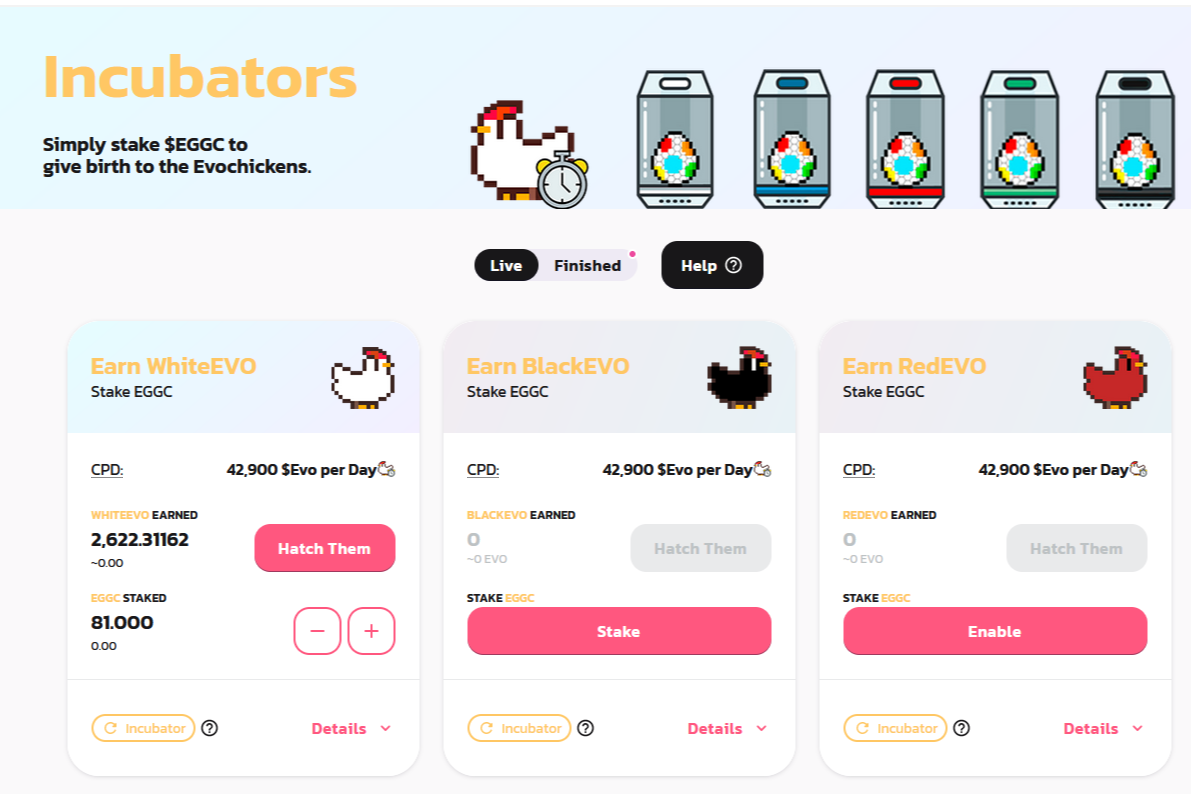 Incubators
Simply stake $EGGC to
give birth to the Evochickens.
Live Finished Help
Earn WhiteEVO
Stake EGGC
CPD: 42,900 $Evo per Day
WHITEEVO EARNED
2,622.31162
~0.00
Hatch Them
EGGC STAKED
81.000
0.00
− +
Incubator Details
Earn BlackEVO
Stake EGGC
CPD: 42,900 $Evo per Day
BLACKEVO EARNED
0
~0 EVO
Hatch Them
STAKE EGGC
Stake
Incubator Details
Earn RedEVO
Stake EGGC
CPD: 42,900 $Evo per Day
REDEVO EARNED
0
~0 EVO
Hatch Them
STAKE EGGC
Enable
Incubator Details